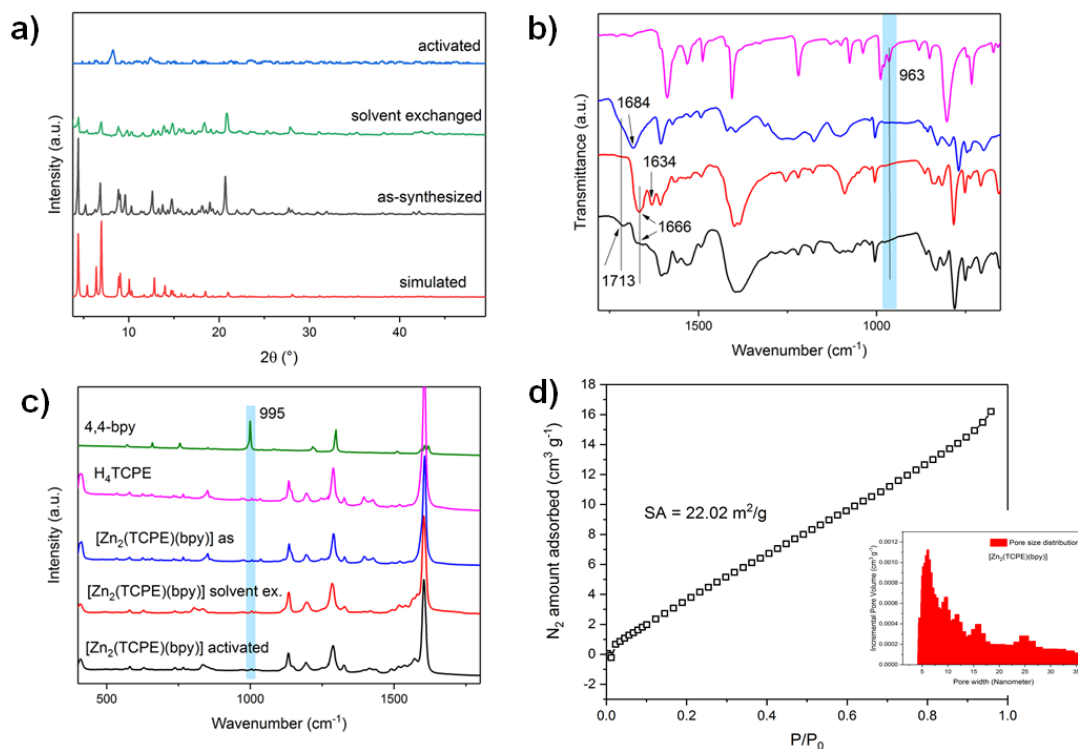 a)
activated
solvent exchanged
as-synthesized
simulated
Intensity (a.u.)
10
20
30
40
2θ (°)
b)
963
1684
1634
1666
1713
Transmittance (a.u.)
1500
1000
Wavenumber (cm⁻¹)
c)
995
4,4-bpy
H₄TCPE
[Zn₂(TCPE)(bpy)] as
[Zn₂(TCPE)(bpy)] solvent ex.
[Zn₂(TCPE)(bpy)] activated
Intensity (a.u.)
500
1000
1500
Wavenumber (cm⁻¹)
d)
18
16
14
12
10
8
6
4
2
0
-2
N₂ amount adsorbed (cm³ g⁻¹)
SA = 22.02 m²/g
0.0
0.2
0.4
0.6
0.8
1.0
P/P₀
Pore size distribution
[Zn₂(TCPE)(bpy)]
0.0012
0.0010
0.0008
0.0006
0.0004
0.0002
0.0000
Incremental Pore Volume (cm³ g⁻¹)
5
10
15
20
25
30
35
Pore width (Nanometer)